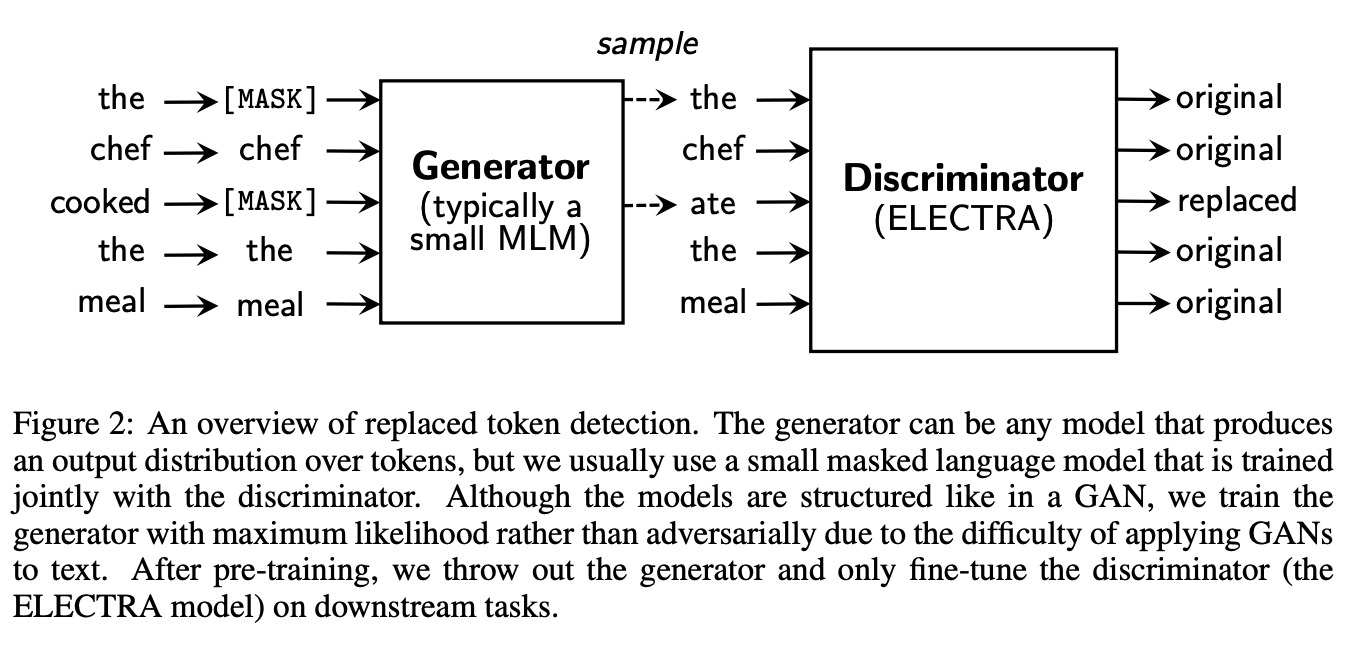 sample
the [MASK] the original
chef chef chef original
Generator Discriminator
cooked [MASK] (typically a ate (ELECTRA) replaced
small MLM)
the the the original
meal meal meal original
Figure 2: An overview of replaced token detection. The generator can be any model that produces
an output distribution over tokens, but we usually use a small masked language model that is trained
jointly with the discriminator. Although the models are structured like in a GAN, we train the
generator with maximum likelihood rather than adversarially due to the difficulty of applying GANs
to text. After pre-training, we throw out the generator and only fine-tune the discriminator (the
ELECTRA model) on downstream tasks.